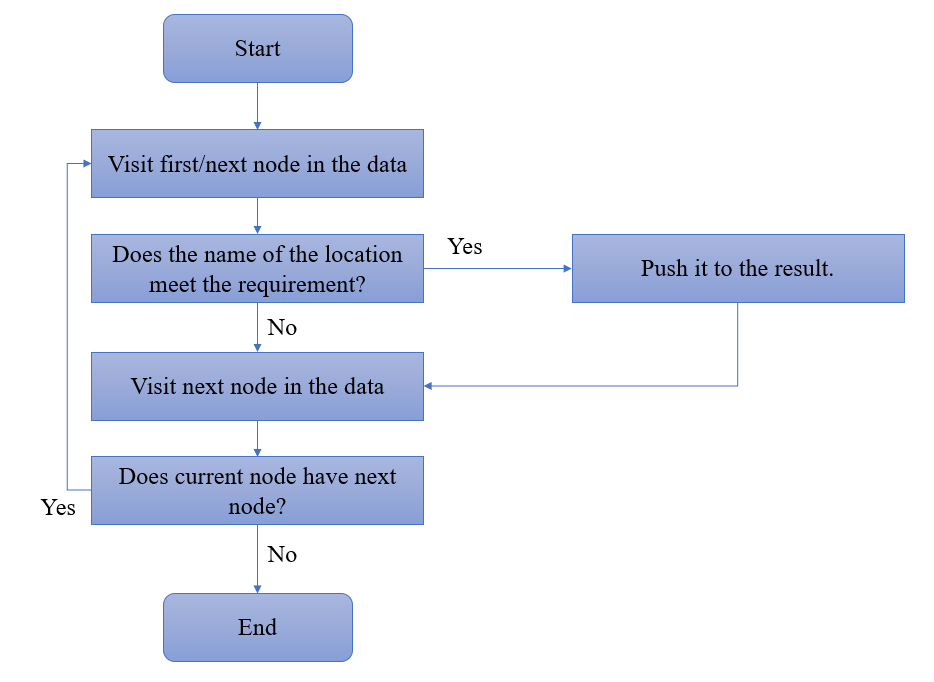 Start
Visit first/next node in the data
Does the name of the location
meet the requirement?
Yes
Push it to the result.
No
Visit next node in the data
Does current node have next
node?
Yes
No
End